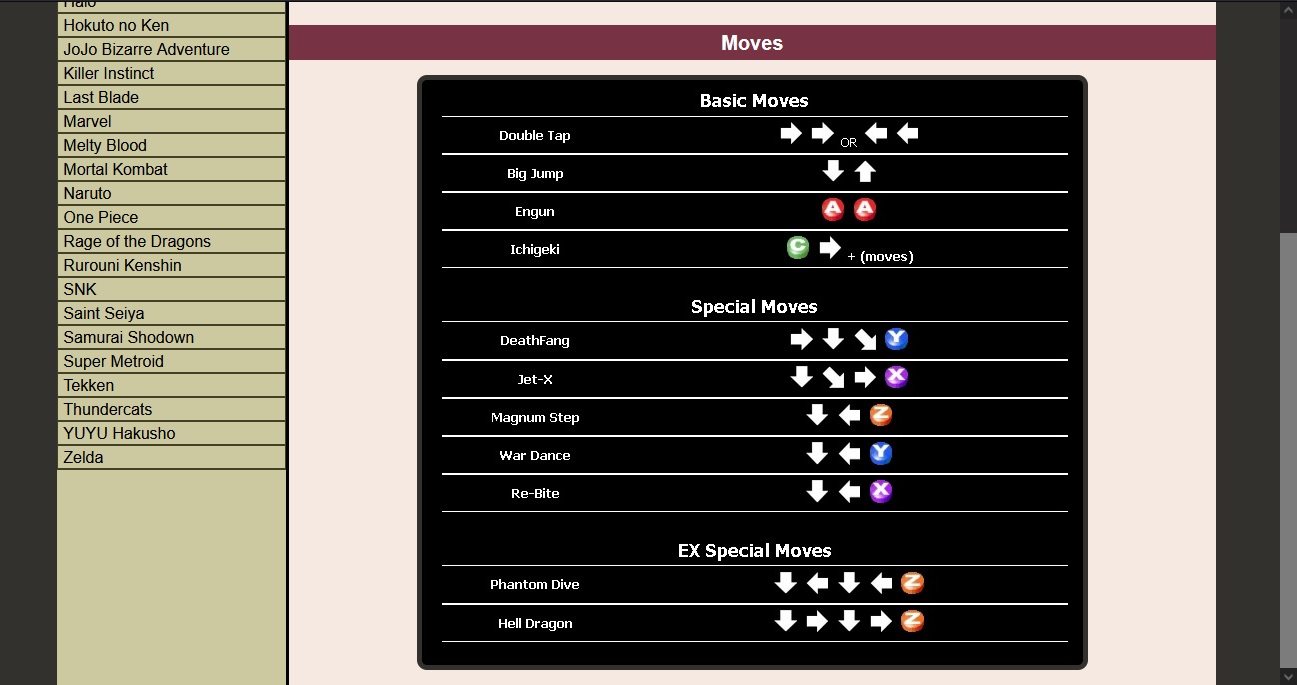 Halo
Hokuto no Ken
JoJo Bizarre Adventure
Killer Instinct
Last Blade
Marvel
Melty Blood
Mortal Kombat
Naruto
One Piece
Rage of the Dragons
Rurouni Kenshin
SNK
Saint Seiya
Samurai Shodown
Super Metroid
Tekken
Thundercats
YUYU Hakusho
Zelda
Moves
Basic Moves
Double Tap OR
Big Jump
Engun A A
Ichigeki C + (moves)
Special Moves
DeathFang Y
Jet-X X
Magnum Step Z
War Dance Y
Re-Bite X
EX Special Moves
Phantom Dive Z
Hell Dragon Z